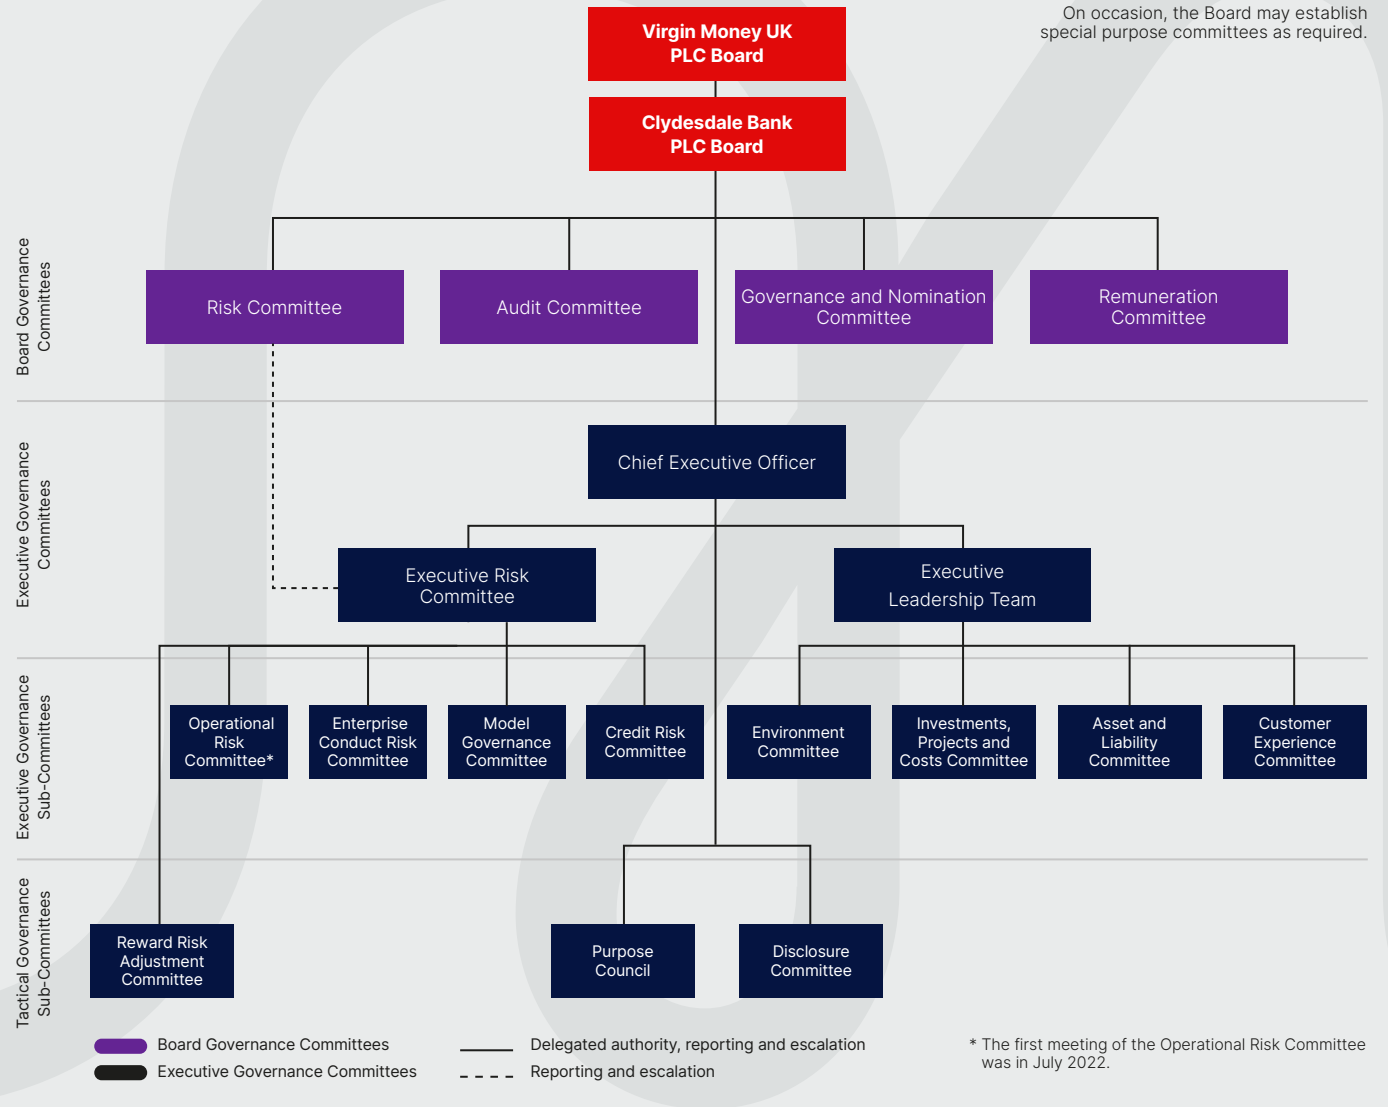 On occasion, the Board may establish
special purpose committees as required.
Virgin Money UK
PLC Board
Clydesdale Bank
PLC Board
Board Governance
Committees
Risk Committee
Audit Committee
Governance and Nomination
Committee
Remuneration
Committee
Executive Governance
Committees
Chief Executive Officer
Executive Risk
Committee
Executive
Leadership Team
Executive Governance
Sub-Committees
Operational
Risk
Committee*
Enterprise
Conduct Risk
Committee
Model
Governance
Committee
Credit Risk
Committee
Environment
Committee
Investments,
Projects and
Costs Committee
Asset and
Liability
Committee
Customer
Experience
Committee
Tactical Governance
Sub-Committees
Reward Risk
Adjustment
Committee
Purpose
Council
Disclosure
Committee
Board Governance Committees
Executive Governance Committees
Delegated authority, reporting and escalation
Reporting and escalation
* The first meeting of the Operational Risk Committee
was in July 2022.